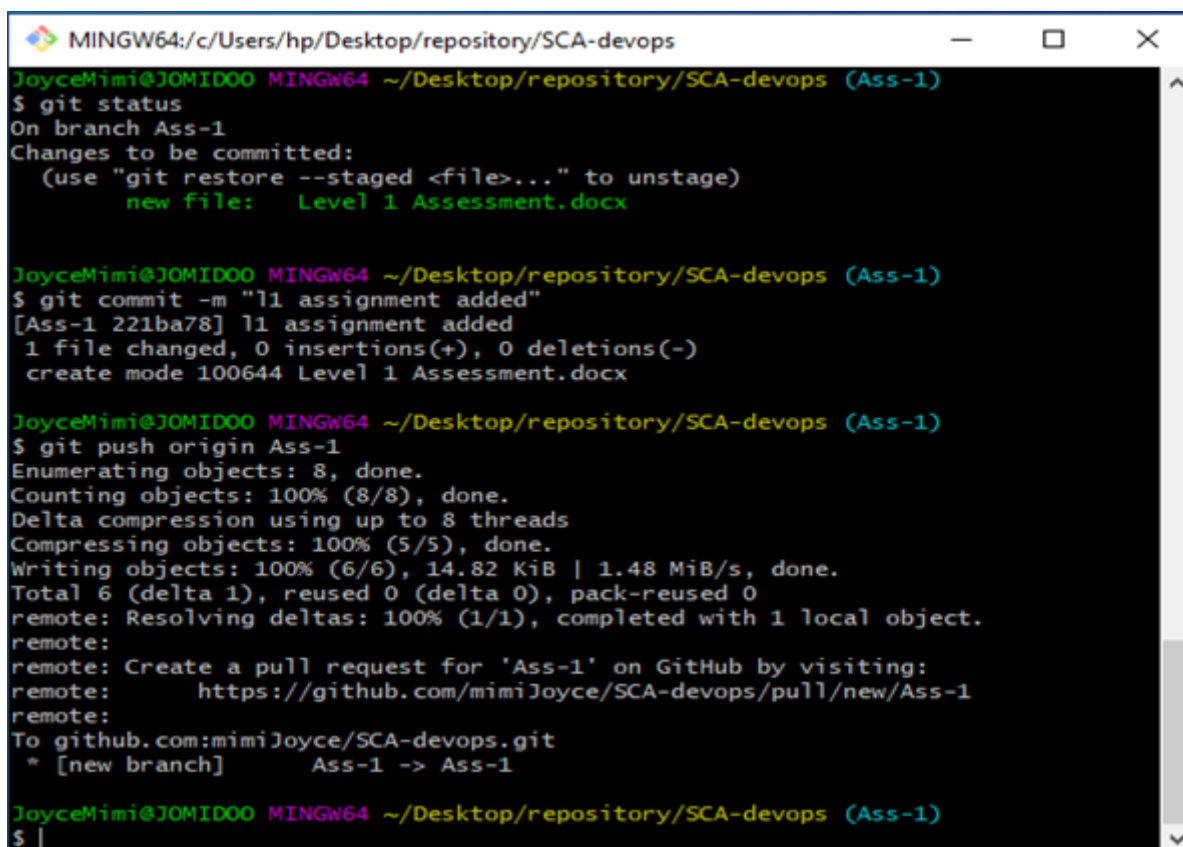 MINGW64:/c/Users/hp/Desktop/repository/SCA-devops
JoyceMimi@JOMIDOO MINGW64 ~/Desktop/repository/SCA-devops (Ass-1)
$ git status
On branch Ass-1
Changes to be committed:
  (use "git restore --staged <file>..." to unstage)
        new file:   Level 1 Assessment.docx

JoyceMimi@JOMIDOO MINGW64 ~/Desktop/repository/SCA-devops (Ass-1)
$ git commit -m "l1 assignment added"
[Ass-1 221ba78] l1 assignment added
 1 file changed, 0 insertions(+), 0 deletions(-)
 create mode 100644 Level 1 Assessment.docx

JoyceMimi@JOMIDOO MINGW64 ~/Desktop/repository/SCA-devops (Ass-1)
$ git push origin Ass-1
Enumerating objects: 8, done.
Counting objects: 100% (8/8), done.
Delta compression using up to 8 threads
Compressing objects: 100% (5/5), done.
Writing objects: 100% (6/6), 14.82 KiB | 1.48 MiB/s, done.
Total 6 (delta 1), reused 0 (delta 0), pack-reused 0
remote: Resolving deltas: 100% (1/1), completed with 1 local object.
remote:
remote: Create a pull request for 'Ass-1' on GitHub by visiting:
remote:      https://github.com/mimiJoyce/SCA-devops/pull/new/Ass-1
remote:
To github.com:mimiJoyce/SCA-devops.git
 * [new branch]      Ass-1 -> Ass-1

JoyceMimi@JOMIDOO MINGW64 ~/Desktop/repository/SCA-devops (Ass-1)
$